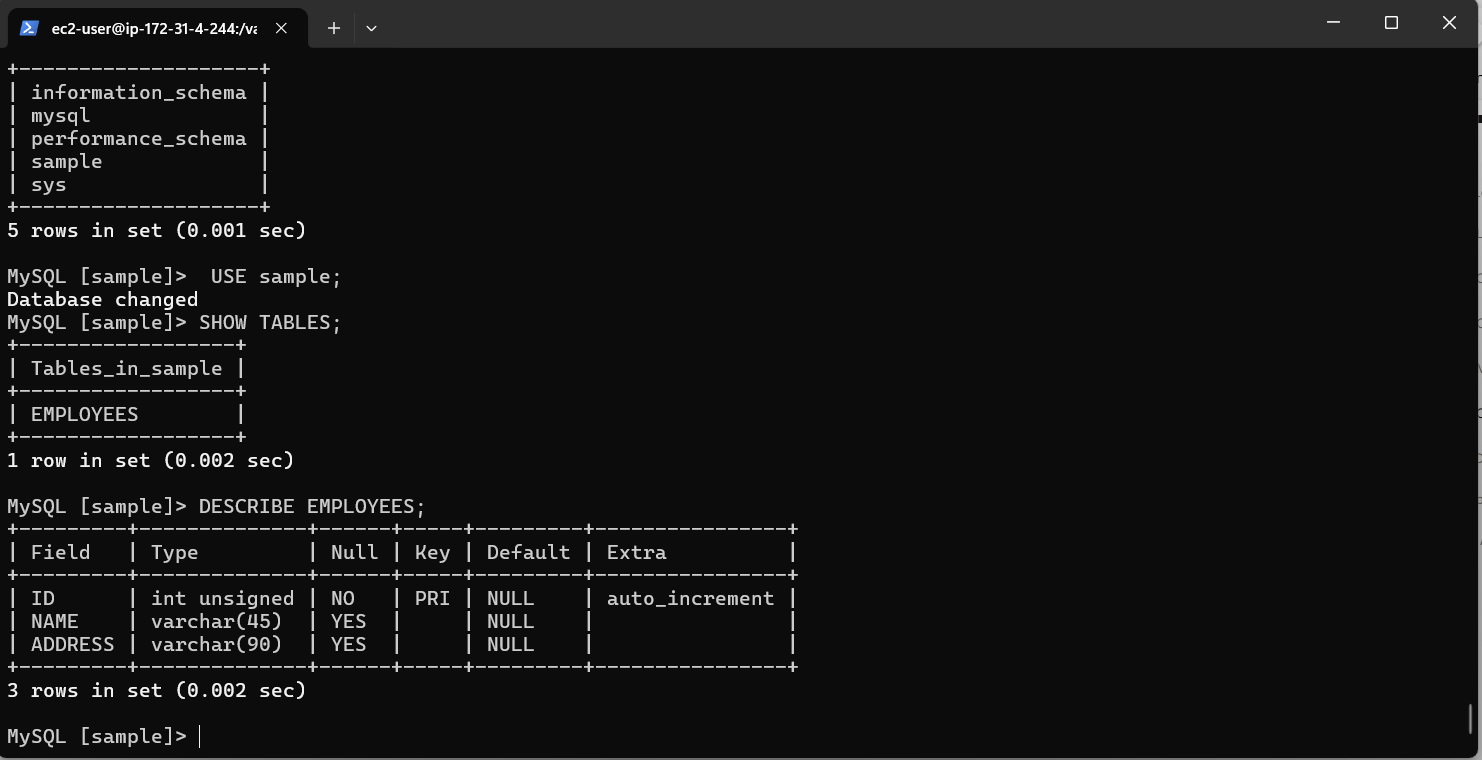 ec2-user@ip-172-31-4-244:/va
+--------------------+
| information_schema |
| mysql              |
| performance_schema |
| sample             |
| sys                |
+--------------------+
5 rows in set (0.001 sec)
MySQL [sample]>  USE sample;
Database changed
MySQL [sample]> SHOW TABLES;
+------------------+
| Tables_in_sample |
+------------------+
| EMPLOYEES        |
+------------------+
1 row in set (0.002 sec)
MySQL [sample]> DESCRIBE EMPLOYEES;
+---------+--------------+------+-----+---------+----------------+
| Field   | Type         | Null | Key | Default | Extra          |
+---------+--------------+------+-----+---------+----------------+
| ID      | int unsigned | NO   | PRI | NULL    | auto_increment |
| NAME    | varchar(45)  | YES  |     | NULL    |                |
| ADDRESS | varchar(90)  | YES  |     | NULL    |                |
+---------+--------------+------+-----+---------+----------------+
3 rows in set (0.002 sec)
MySQL [sample]>